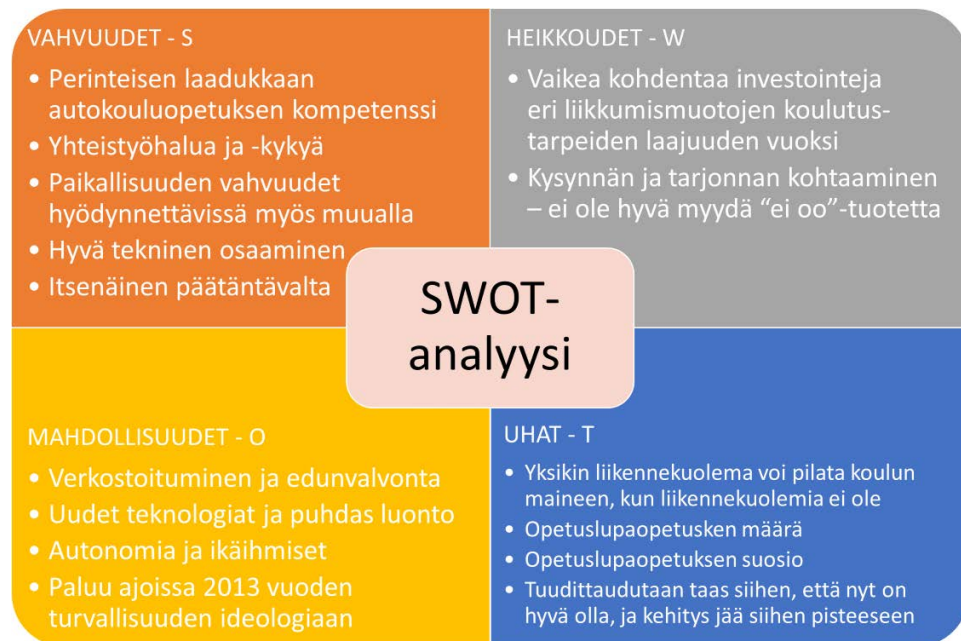 VAHVUUDET - S
• Perinteisen laadukkaan
autokouluopetuksen kompetenssi
• Yhteistyöhalua ja -kykyä
• Paikallisuuden vahvuudet
hyödynnettävissä myös muualla
• Hyvä tekninen osaaminen
• Itsenäinen päätäntävalta
HEIKKOUDET - W
• Vaikea kohdentaa investointeja
eri liikkumismuotojen koulutus-
tarpeiden laajuuden vuoksi
• Kysynnän ja tarjonnan kohtaaminen
– ei ole hyvä myydä “ei oo”-tuotetta
SWOT-
analyysi
MAHDOLLISUUDET - O
• Verkostoituminen ja edunvalvonta
• Uudet teknologiat ja puhdas luonto
• Autonomia ja ikäihmiset
• Paluu ajoissa 2013 vuoden
turvallisuuden ideologiaan
UHAT - T
• Yksikin liikennekuolema voi pilata koulun
maineen, kun liikennekuolemia ei ole
• Opetuslupaopetusken määrä
• Opetuslupaopetuksen suosio
• Tuudittaudutaan taas siihen, että nyt on
hyvä olla, ja kehitys jää siihen pisteeseen